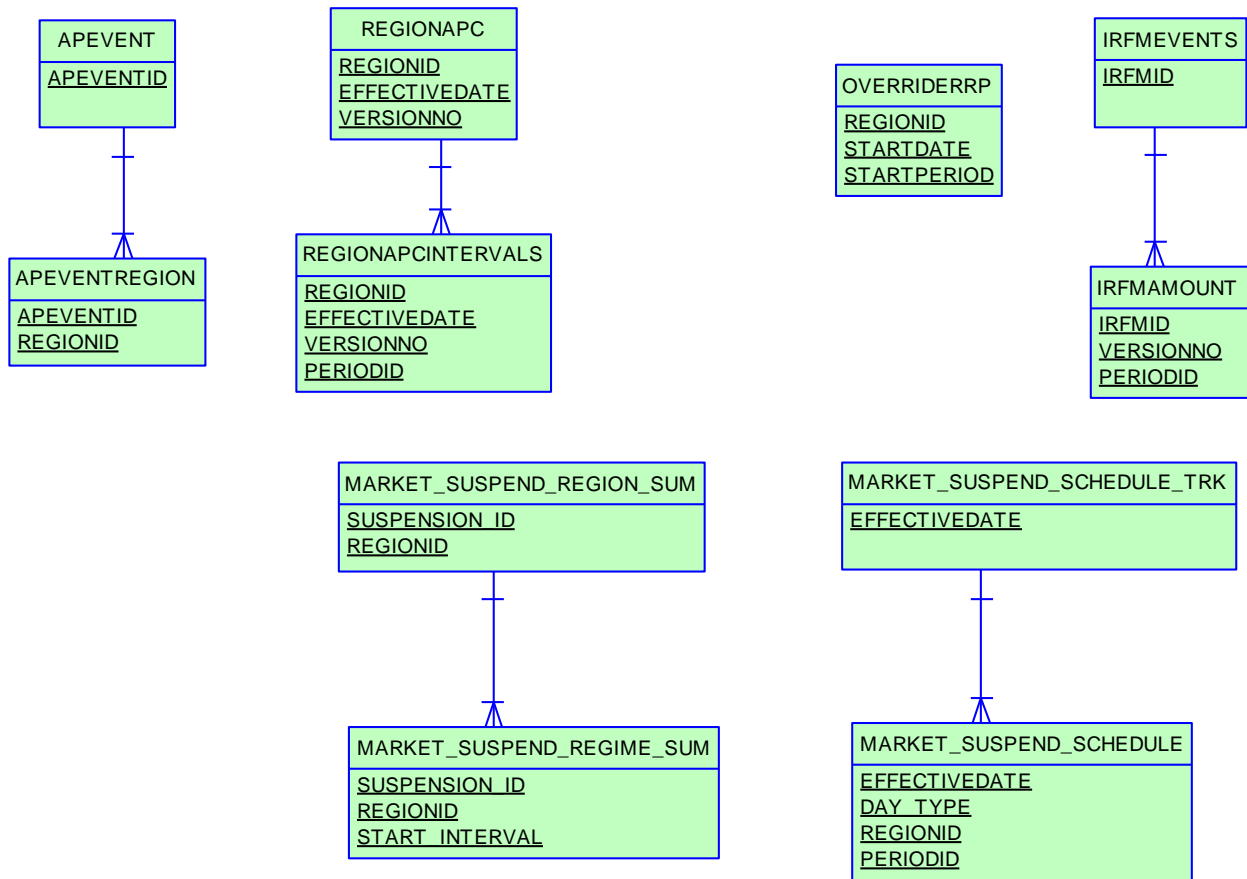 APEVENT
APEVENTID
REGIONAPC
REGIONID
EFFECTIVEDATE
VERSIONNO
OVERRIDERRP
REGIONID
STARTDATE
STARTPERIOD
IRFMEVENTS
IRFMID
APEVENTREGION
APEVENTID
REGIONID
REGIONAPCINTERVALS
REGIONID
EFFECTIVEDATE
VERSIONNO
PERIODID
IRFMAMOUNT
IRFMID
VERSIONNO
PERIODID
MARKET_SUSPEND_REGION_SUM
SUSPENSION_ID
REGIONID
MARKET_SUSPEND_SCHEDULE_TRK
EFFECTIVEDATE
MARKET_SUSPEND_REGIME_SUM
SUSPENSION_ID
REGIONID
START_INTERVAL
MARKET_SUSPEND_SCHEDULE
EFFECTIVEDATE
DAY_TYPE
REGIONID
PERIODID